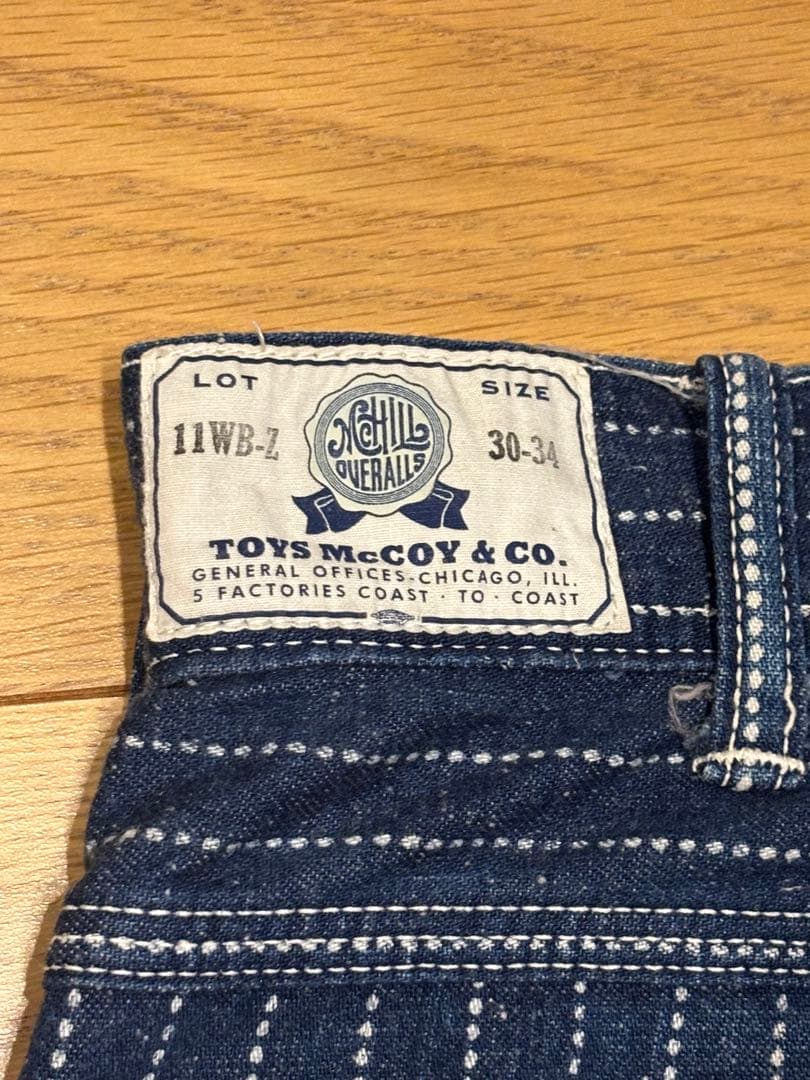 LOT
SIZE
11WB-Z
McHILL
OVERALLS
30-34
TOYS McCOY & CO.
GENERAL OFFICES-CHICAGO, ILL.
5 FACTORIES COAST · TO · COAST